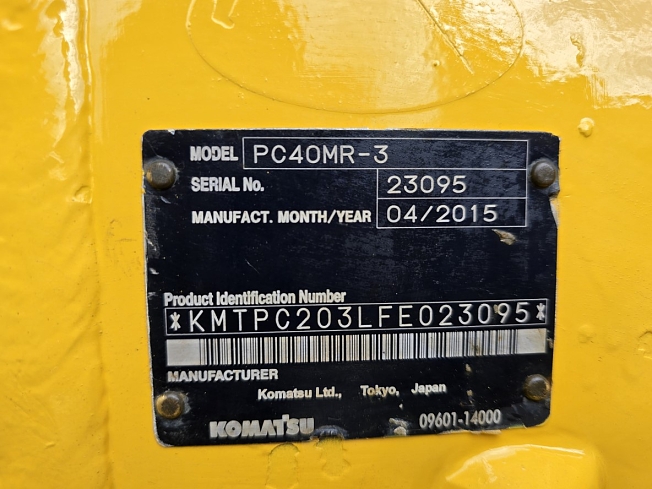 MODEL PC40MR-3
SERIAL No. 23095
MANUFACT. MONTH/YEAR 04/2015
Product Identification Number
*KMTPC203LFE023095*
MANUFACTURER
Komatsu Ltd., Tokyo, Japan
KOMATSU 09601-14000